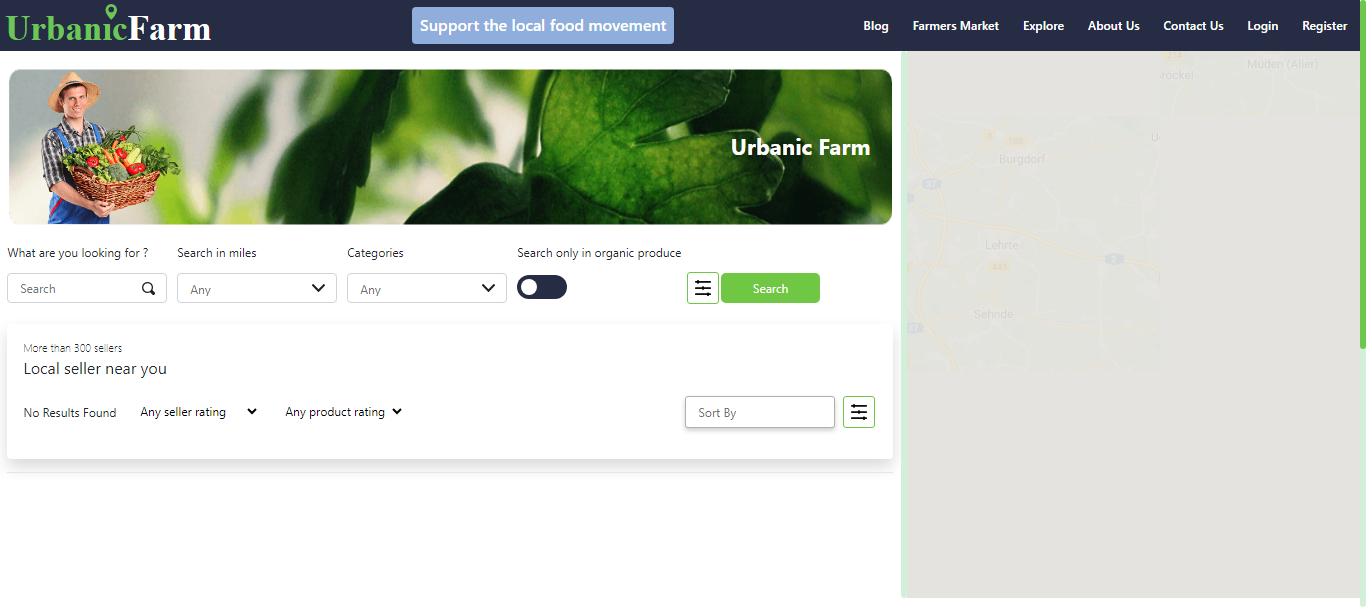 UrbanicFarm
Support the local food movement
Blog Farmers Market Explore About Us Contact Us Login Register
Urbanic Farm
What are you looking for ? Search in miles Categories Search only in organic produce
Search Any Any Search
More than 300 sellers
Local seller near you
No Results Found Any seller rating Any product rating Sort By
Müden (Aller)
Burgdorf
Lehrte
2
441
Sehnde